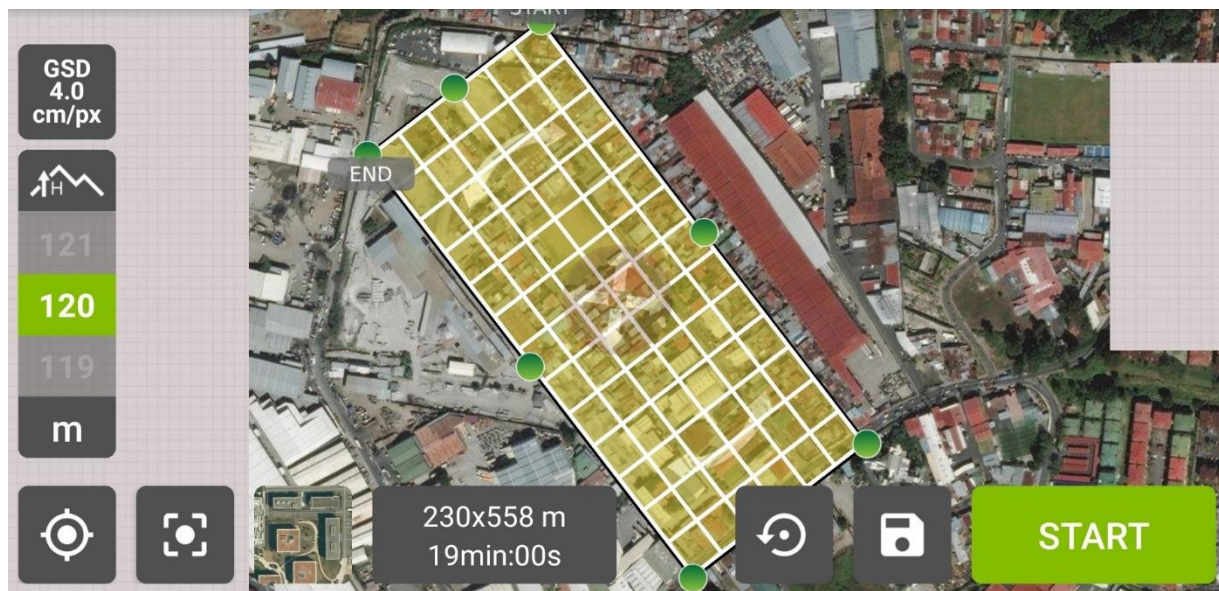 START
GSD
4.0
cm/px
H
END
121
120
119
m
230x558 m
19min:00s
START